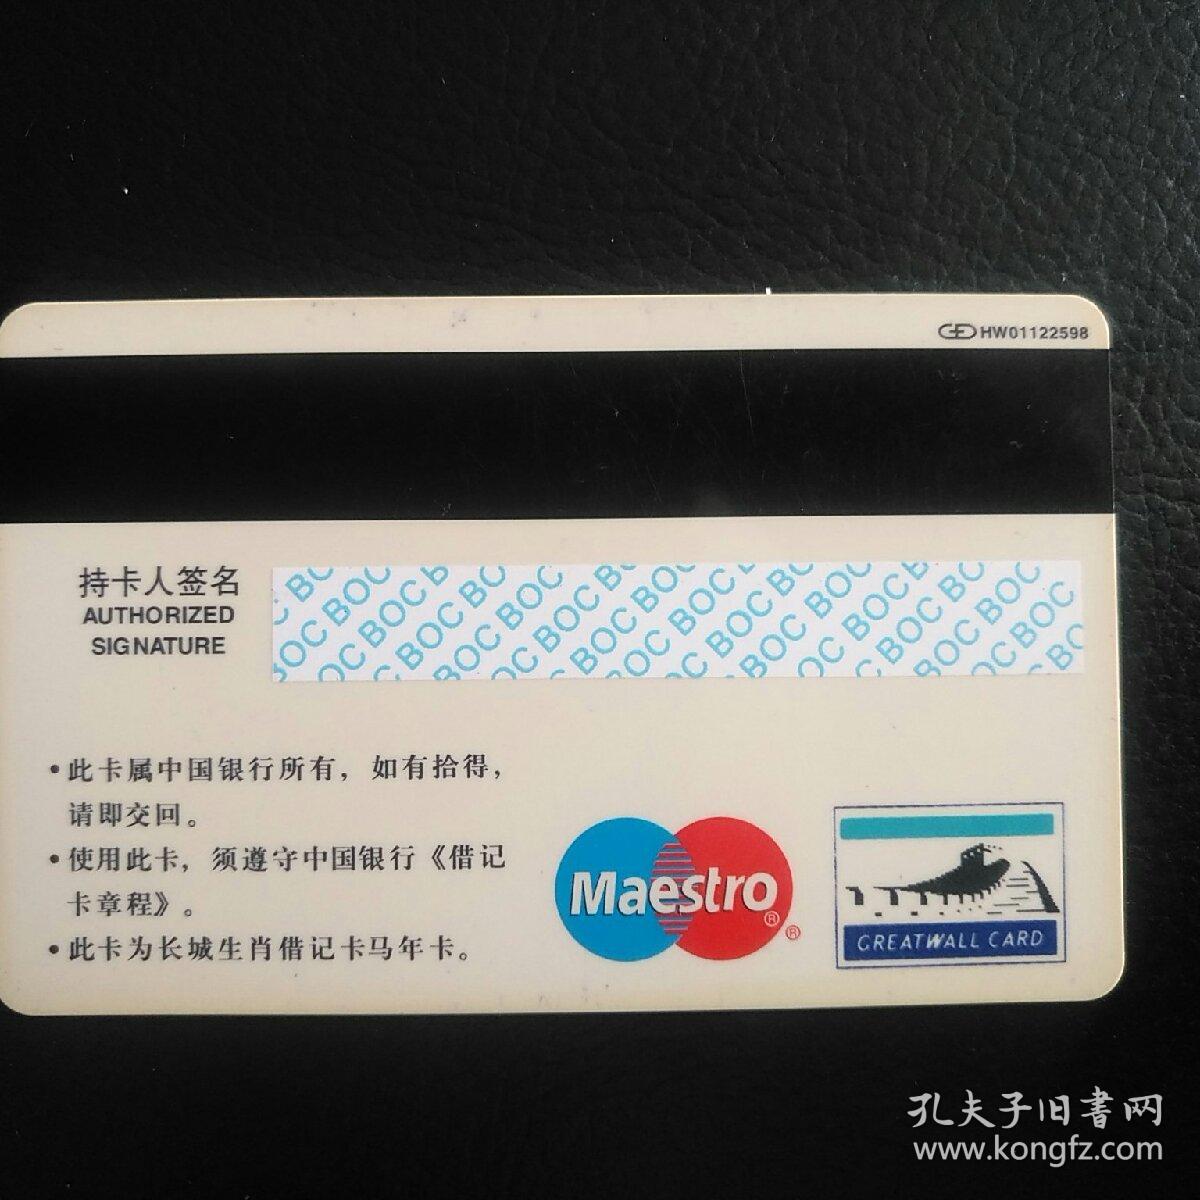 HW01122598
持卡人签名
AUTHORIZED
SIGNATURE
BOC BOC BOC BOC BOC BOC BOC BOC BOC BOC
• 此卡属中国银行所有，如有拾得，
请即交回。
• 使用此卡，须遵守中国银行《借记
卡章程》。
• 此卡为长城生肖借记卡马年卡。
Maestro®®
GREATWALL CARD
孔夫子旧書网
www.kongfz.com